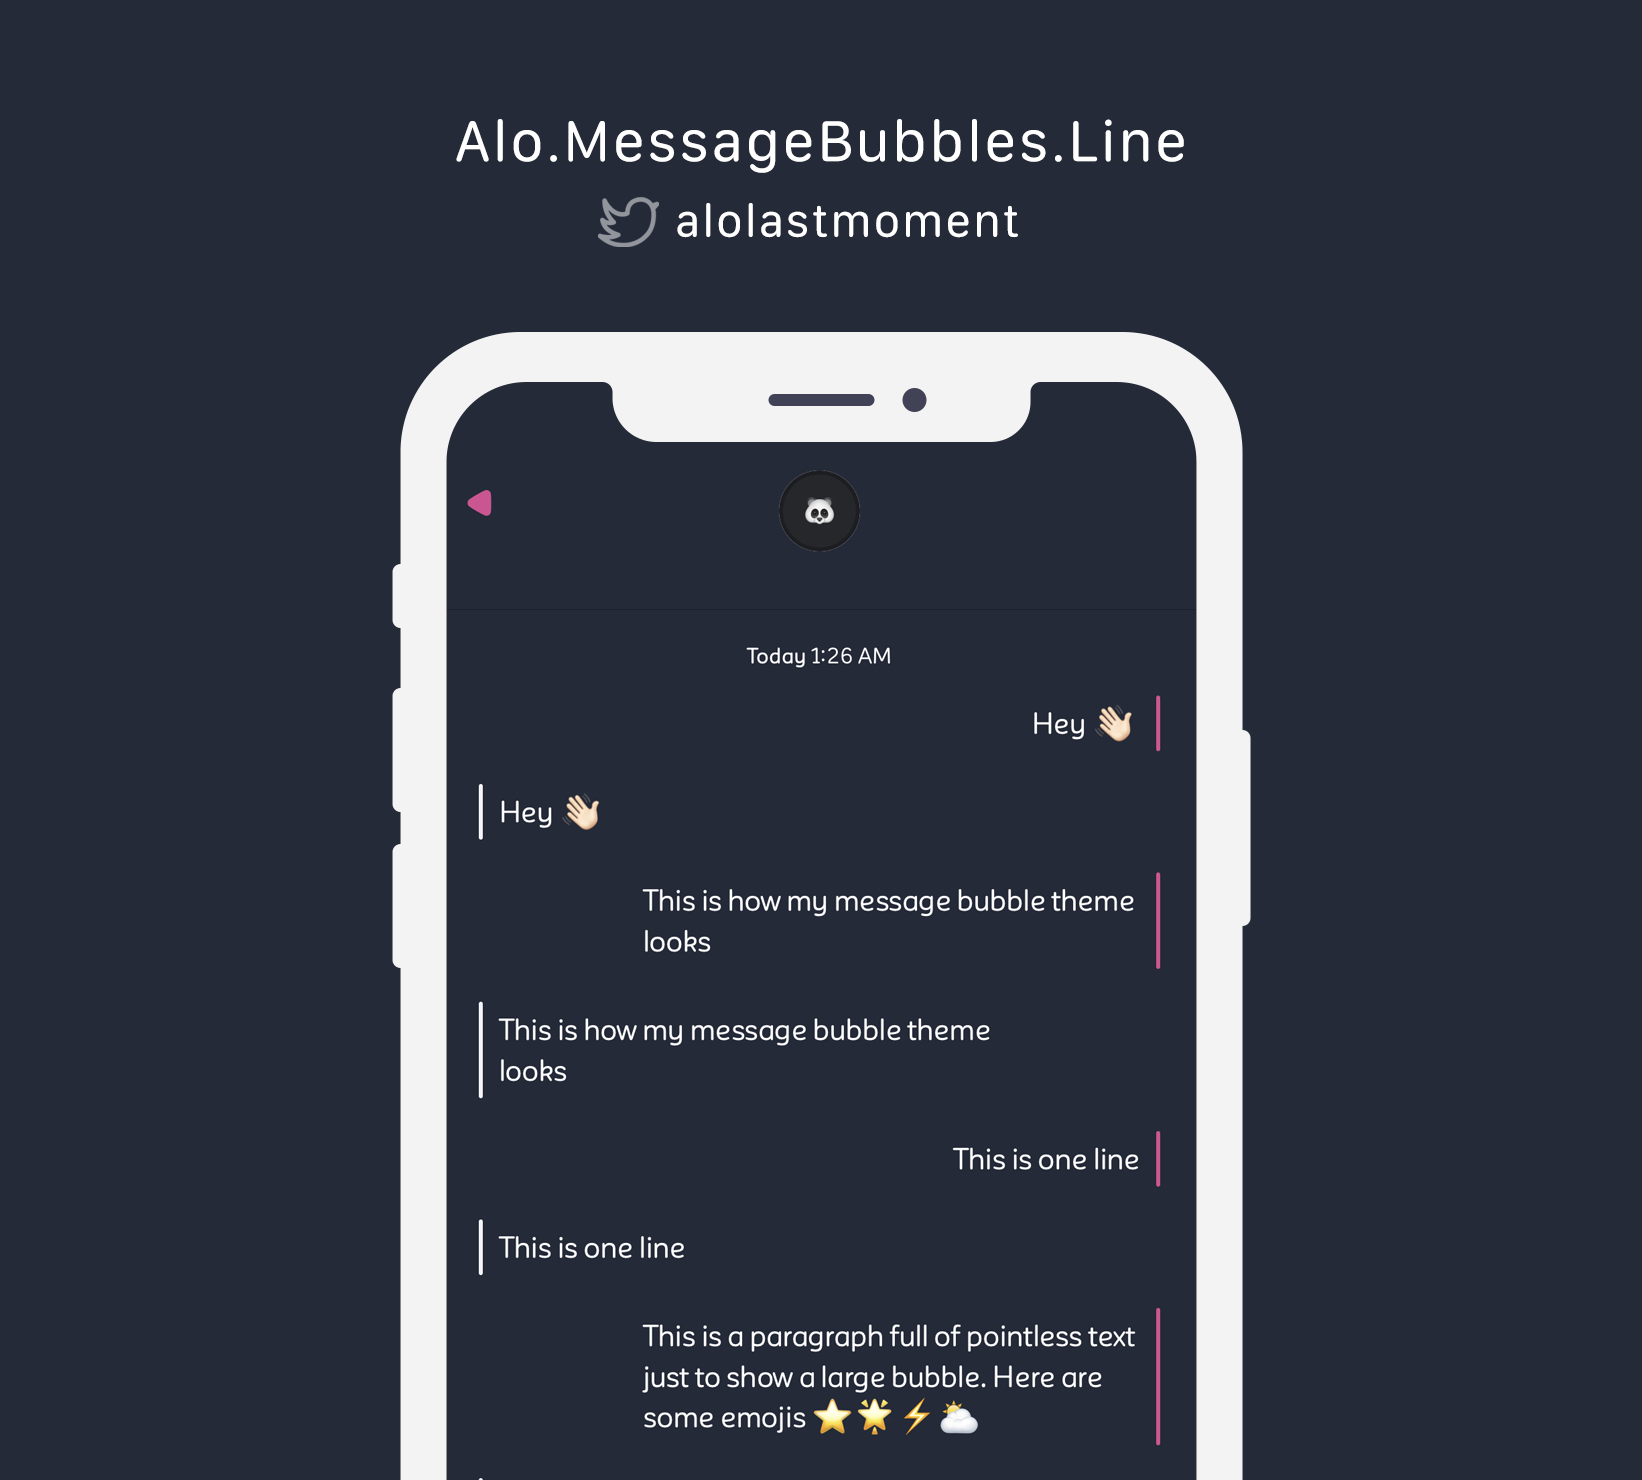 Alo.MessageBubbles.Line
alolastmoment
Today 1:26 AM
Hey 👋🏻
Hey 👋🏻
This is how my message bubble theme
looks
This is how my message bubble theme
looks
This is one line
This is one line
This is a paragraph full of pointless text
just to show a large bubble. Here are
some emojis ⭐🌟⚡🌥